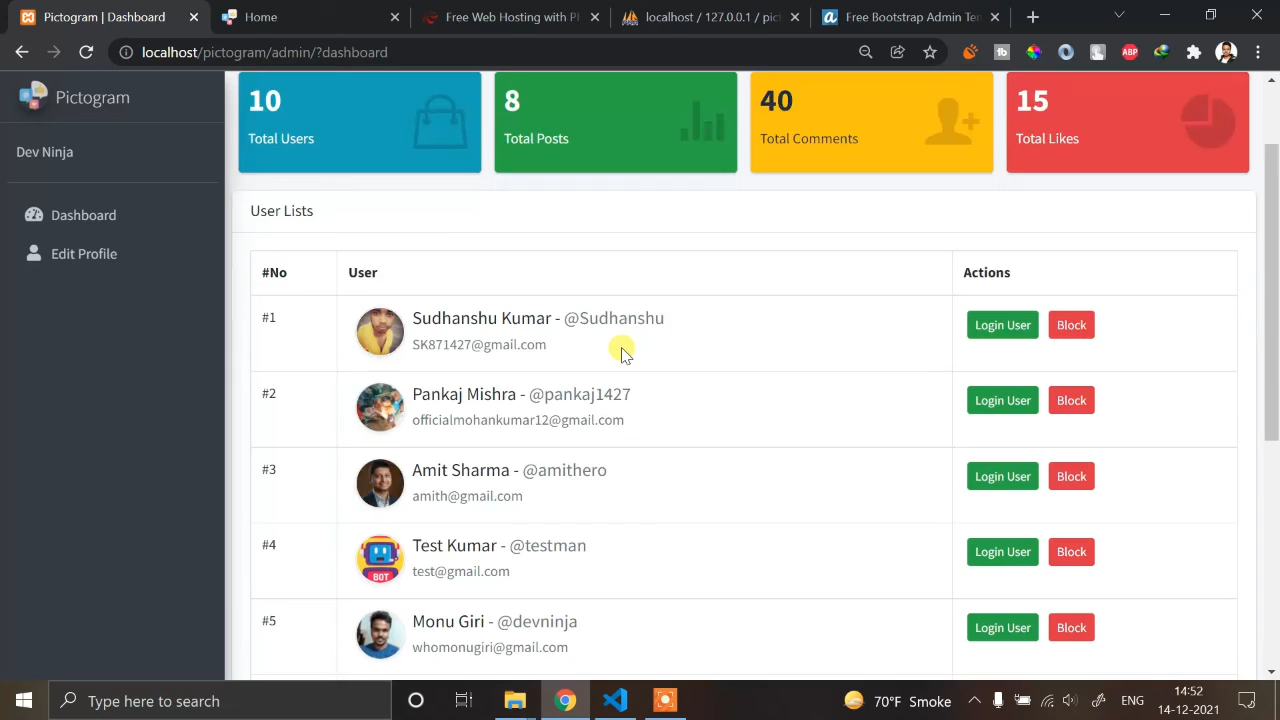 Pictogram | Dashboard
Home
Free Web Hosting with P
localhost / 127.0.0.1 / pict
Free Bootstrap Admin Ten
localhost/pictogram/admin/?dashboard
Pictogram
Dev Ninja
Dashboard
Edit Profile
10
Total Users
8
Total Posts
40
Total Comments
15
Total Likes
User Lists
#No User Actions
#1 Sudhanshu Kumar - @Sudhanshu Login User Block
SK871427@gmail.com
#2 Pankaj Mishra - @pankaj1427 Login User Block
officialmohankumar12@gmail.com
#3 Amit Sharma - @amithero Login User Block
amith@gmail.com
#4 Test Kumar - @testman Login User Block
BOT
test@gmail.com
#5 Monu Giri - @devninja Login User Block
whomonugiri@gmail.com
Type here to search
70°F Smoke
ENG
14:52
14-12-2021